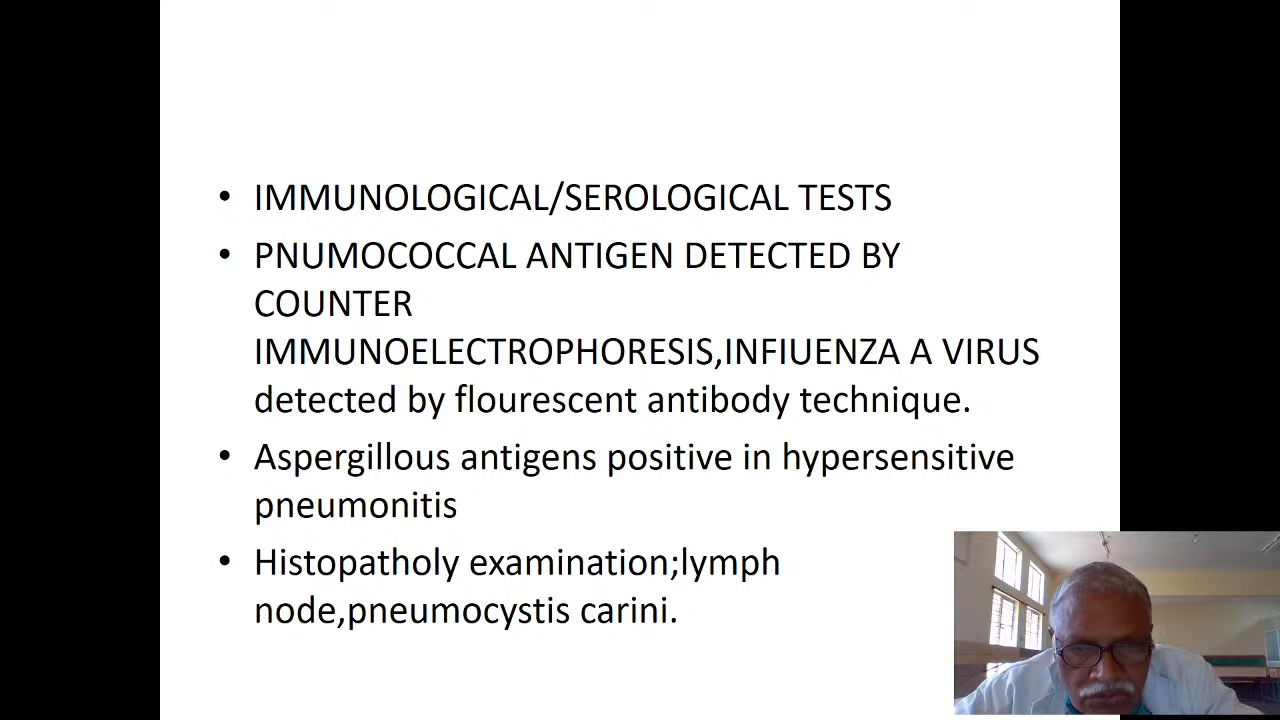 • IMMUNOLOGICAL/SEROLOGICAL TESTS
• PNUMOCOCCAL ANTIGEN DETECTED BY
COUNTER
IMMUNOELECTROPHORESIS,INFIUENZA A VIRUS
detected by flourescent antibody technique.
• Aspergillous antigens positive in hypersensitive
pneumonitis
• Histopatholy examination;lymph
node,pneumocystis carini.